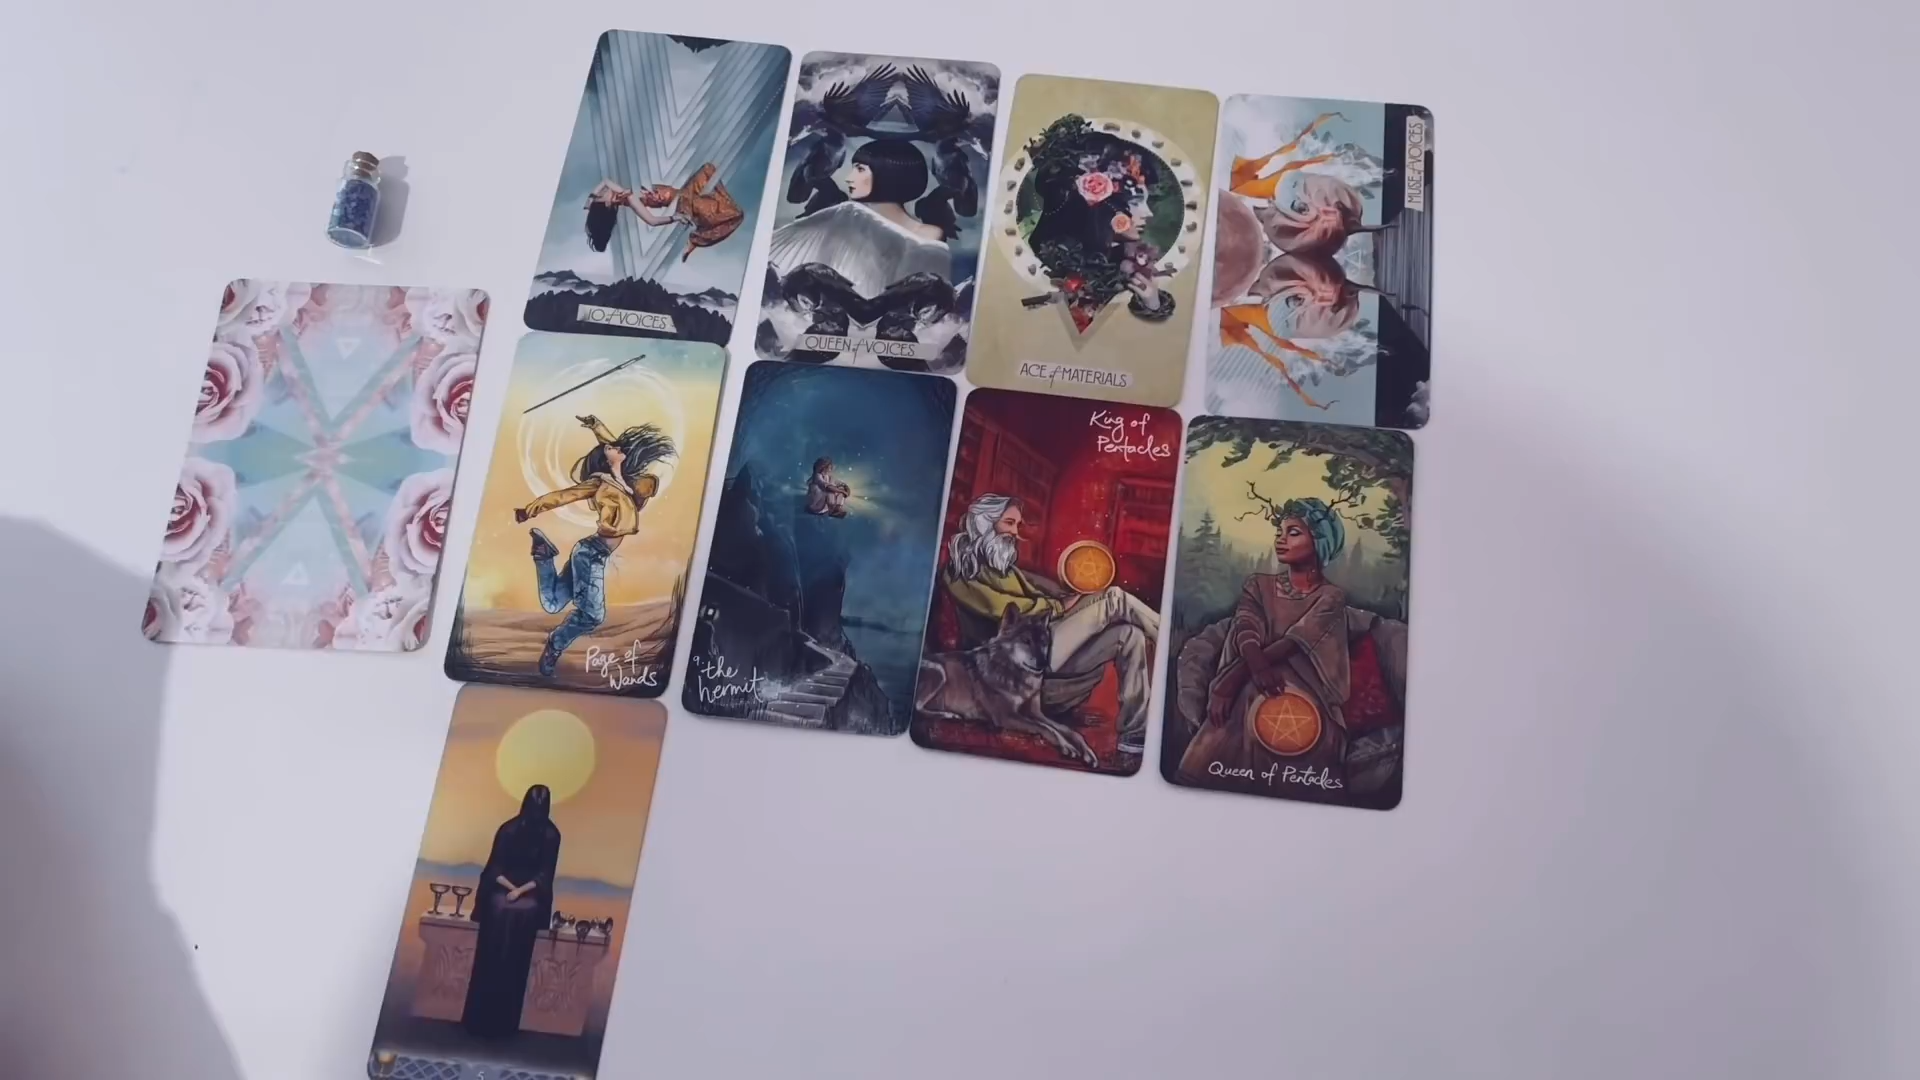 10 of VOICES
QUEEN of VOICES
ACE of MATERIALS
MUSE of VOICES
King of
Pentacles
Page of
Wands
9.
the
hermit
Queen of Pentacles
5